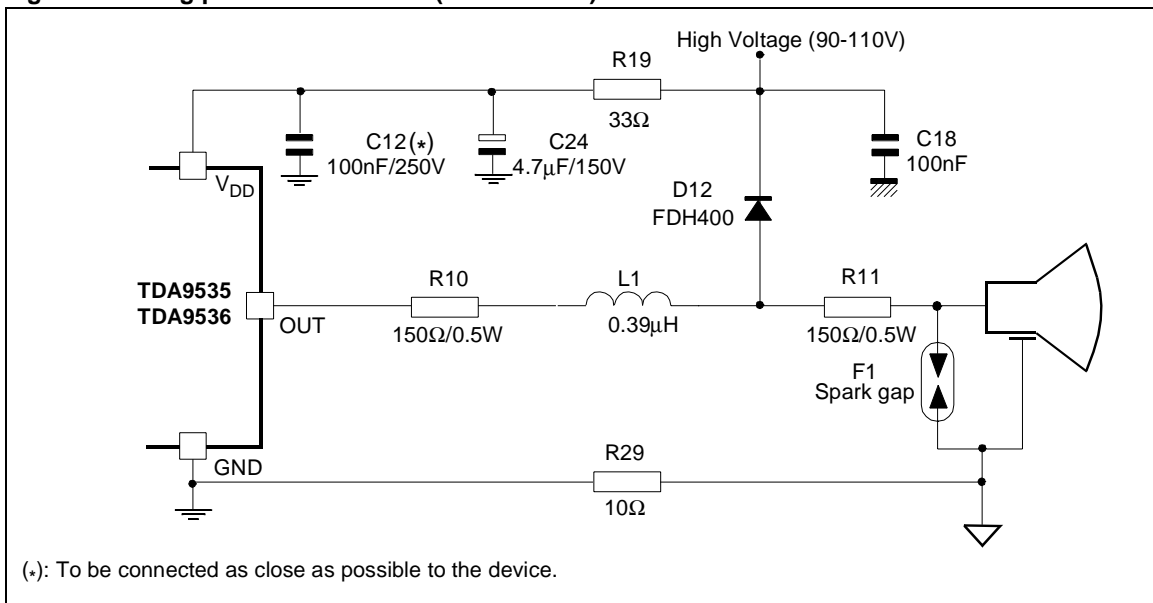 High Voltage (90-110V)
R19
33Ω
C12(*)
100nF/250V
C24
4.7µF/150V
C18
100nF
VDD
D12
FDH400
TDA9535
TDA9536
OUT
R10
150Ω/0.5W
L1
0.39µH
R11
150Ω/0.5W
F1
Spark gap
GND
R29
10Ω
(*): To be connected as close as possible to the device.